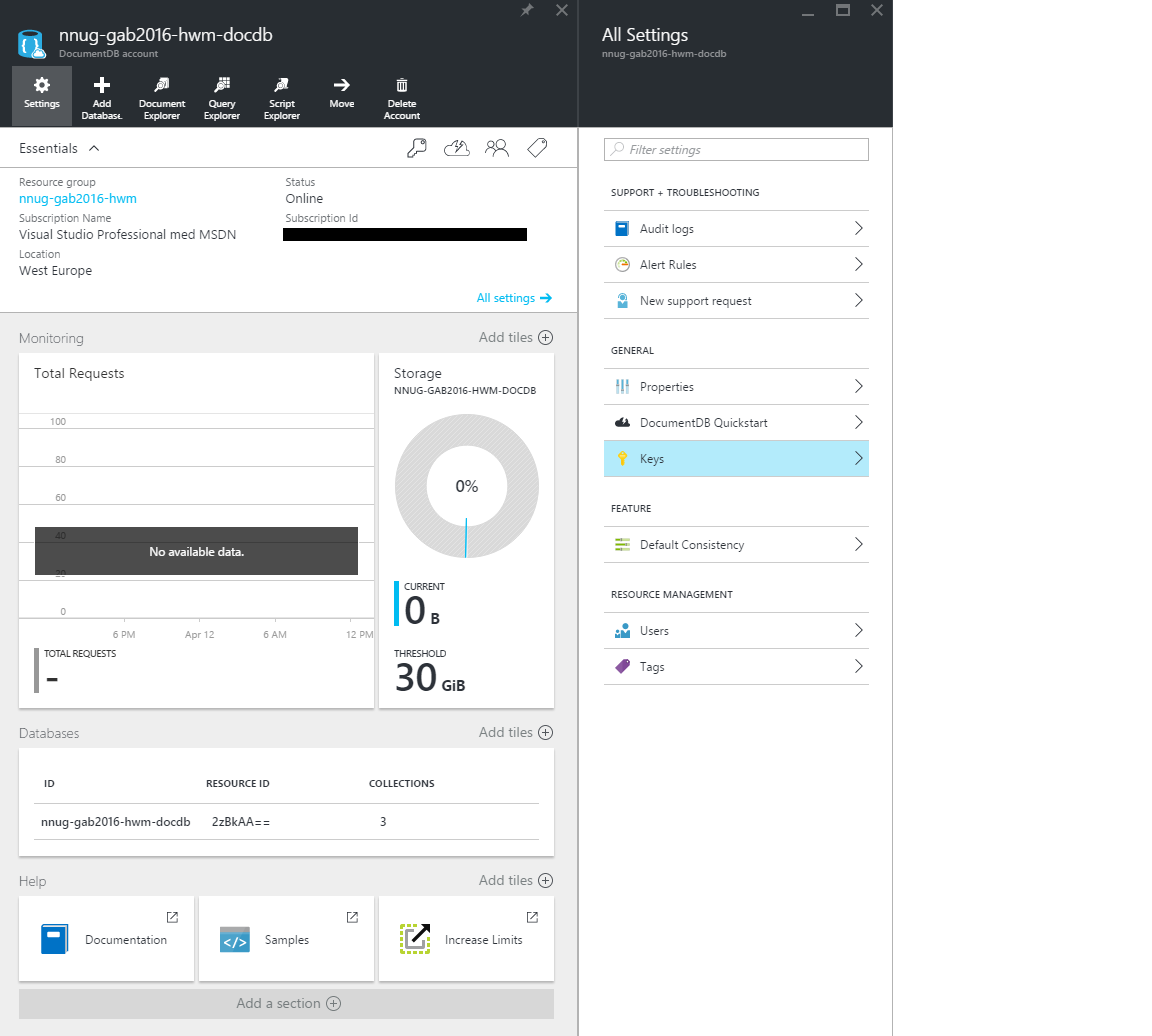 nnug-gab2016-hwm-docdb
DocumentDB account
Settings
Add Database
Document Explorer
Query Explorer
Script Explorer
Move
Delete Account
Essentials
Resource group
nnug-gab2016-hwm
Subscription Name
Visual Studio Professional med MSDN
Location
West Europe
Status
Online
Subscription Id
All settings
Monitoring
Add tiles
Total Requests
100
80
60
40
20
0
No available data.
6 PM
Apr 12
6 AM
12 PM
TOTAL REQUESTS
-
Storage
NNUG-GAB2016-HWM-DOCDB
0%
CURRENT
0 B
THRESHOLD
30 GiB
Databases
Add tiles
ID
RESOURCE ID
COLLECTIONS
nnug-gab2016-hwm-docdb
2zBkAA==
3
Help
Add tiles
Documentation
</>
Samples
Increase Limits
Add a section
All Settings
nnug-gab2016-hwm-docdb
Filter settings
SUPPORT + TROUBLESHOOTING
Audit logs
Alert Rules
New support request
GENERAL
Properties
DocumentDB Quickstart
Keys
FEATURE
Default Consistency
RESOURCE MANAGEMENT
Users
Tags